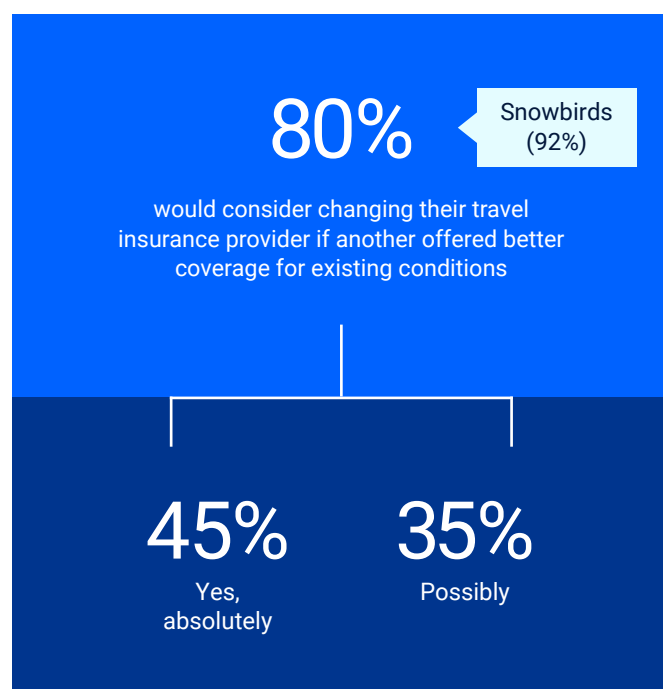 80%
Snowbirds
(92%)
would consider changing their travel
insurance provider if another offered better
coverage for existing conditions
45%
Yes,
absolutely
35%
Possibly